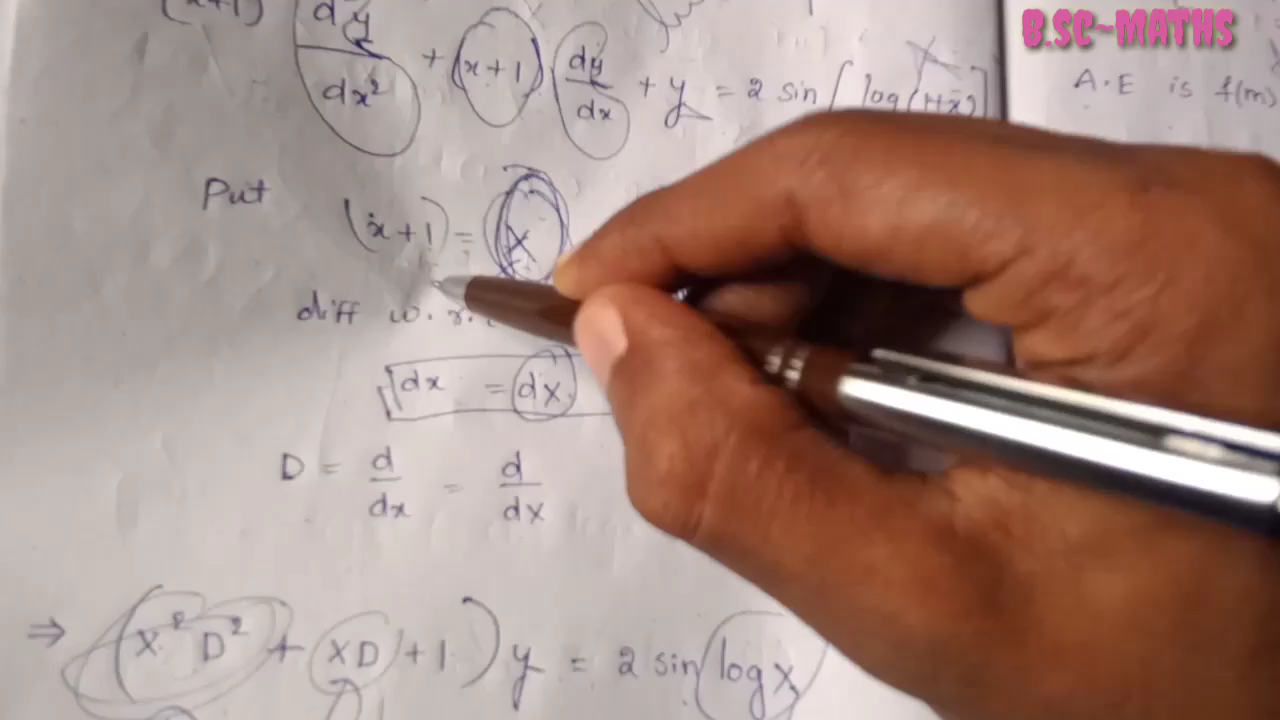 B.SC~MATHS
(x+1) d y/dx² + (x+1) dy/dx + y = 2 sin [log(1+x)]
A.E is f(m)
Put (x+1) = X
diff w.r.
dx = dX
D = d/dx = d/dX
⇒ (X²D² + XD + 1) y = 2 sin(log X